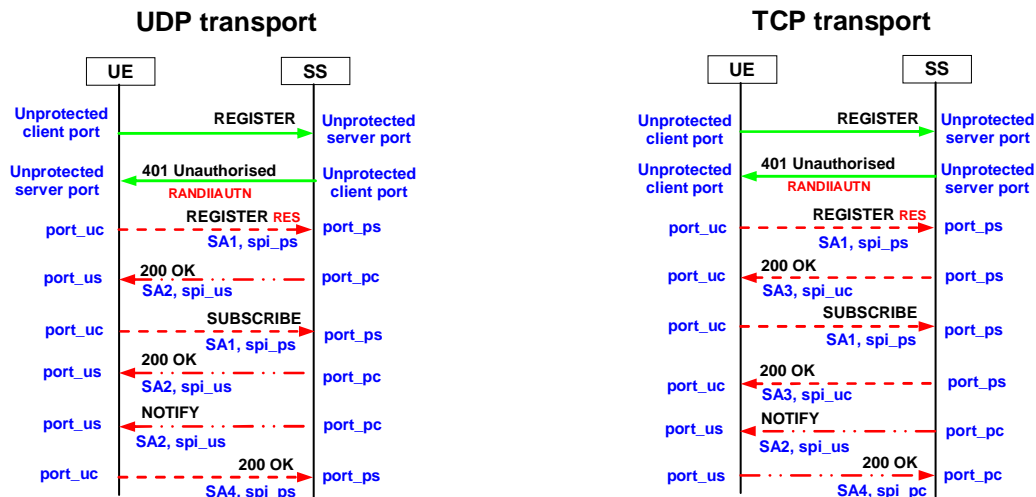 UDP transport
UE
SS
Unprotected
client port
REGISTER
Unprotected
server port
Unprotected
server port
401 Unauthorised
RANDIIAUTN
Unprotected
client port
port_uc
REGISTER RES
SA1, spi_ps
port_ps
port_us
200 OK
SA2, spi_us
port_pc
port_uc
SUBSCRIBE
SA1, spi_ps
port_ps
port_us
200 OK
SA2, spi_us
port_pc
port_us
NOTIFY
SA2, spi_us
port_pc
port_uc
200 OK
SA4, spi_ps
port_ps
TCP transport
UE
SS
Unprotected
client port
REGISTER
Unprotected
server port
Unprotected
client port
401 Unauthorised
RANDIIAUTN
Unprotected
server port
port_uc
REGISTER RES
SA1, spi_ps
port_ps
port_uc
200 OK
SA3, spi_uc
port_ps
port_uc
SUBSCRIBE
SA1, spi_ps
port_ps
port_uc
200 OK
SA3, spi_uc
port_ps
port_us
NOTIFY
SA2, spi_us
port_pc
port_us
200 OK
SA4, spi_pc
port_pc